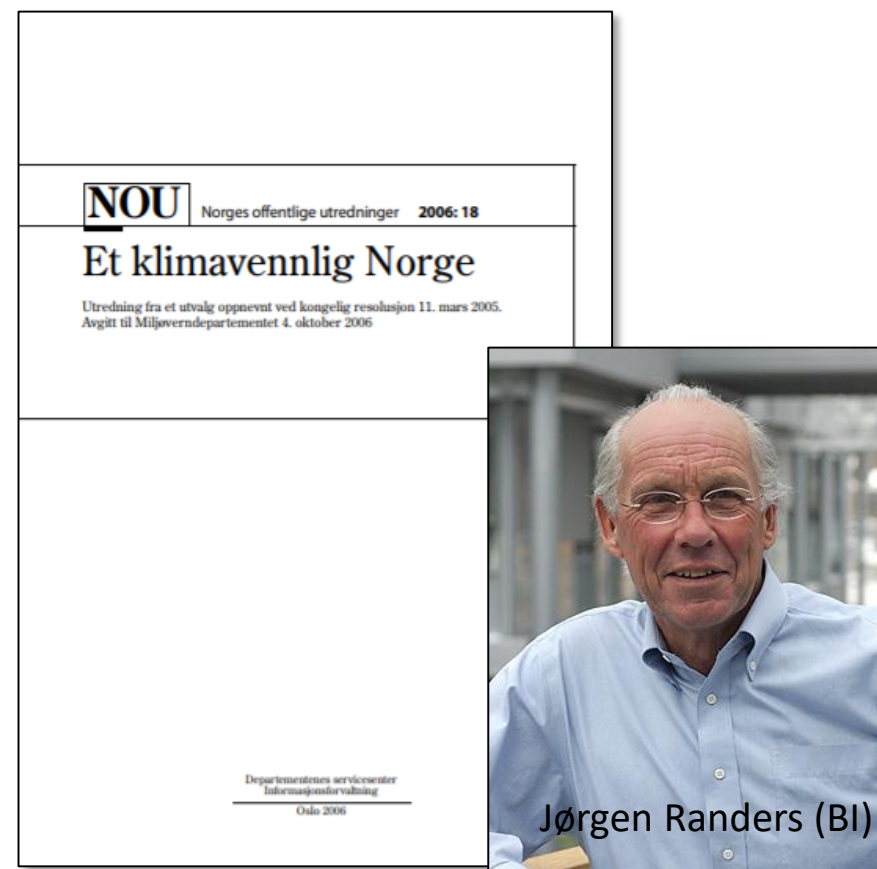 NOU Norges offentlige utredninger 2006: 18
Et klimavennlig Norge
Utredning fra et utvalg oppnevnt ved kongelig resolusjon 11. mars 2005.
Avgitt til Miljøverndepartementet 4. oktober 2006
Departementenes servicesenter
Informasjonsforvaltning
Oslo 2006
Jørgen Randers (BI)